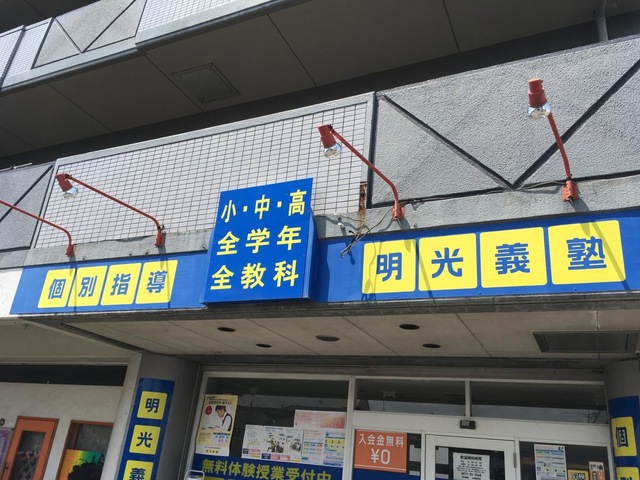 個別指導
小・中・高
全学年
全教科
明光義塾
明光義
入会金無料
¥0
無料体験授業受付中
個